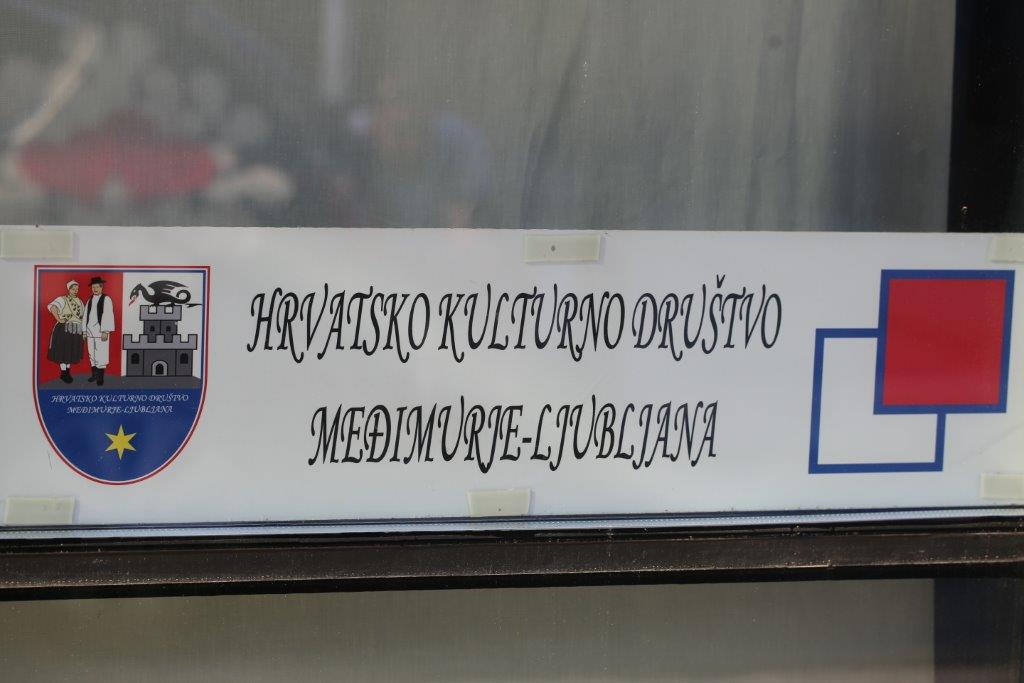 HRVATSKO KULTURNO DRUŠTVO
MEĐIMURJE-LJUBLJANA
HRVATSKO KULTURNO DRUŠTVO
MEĐIMURJE-LJUBLJANA